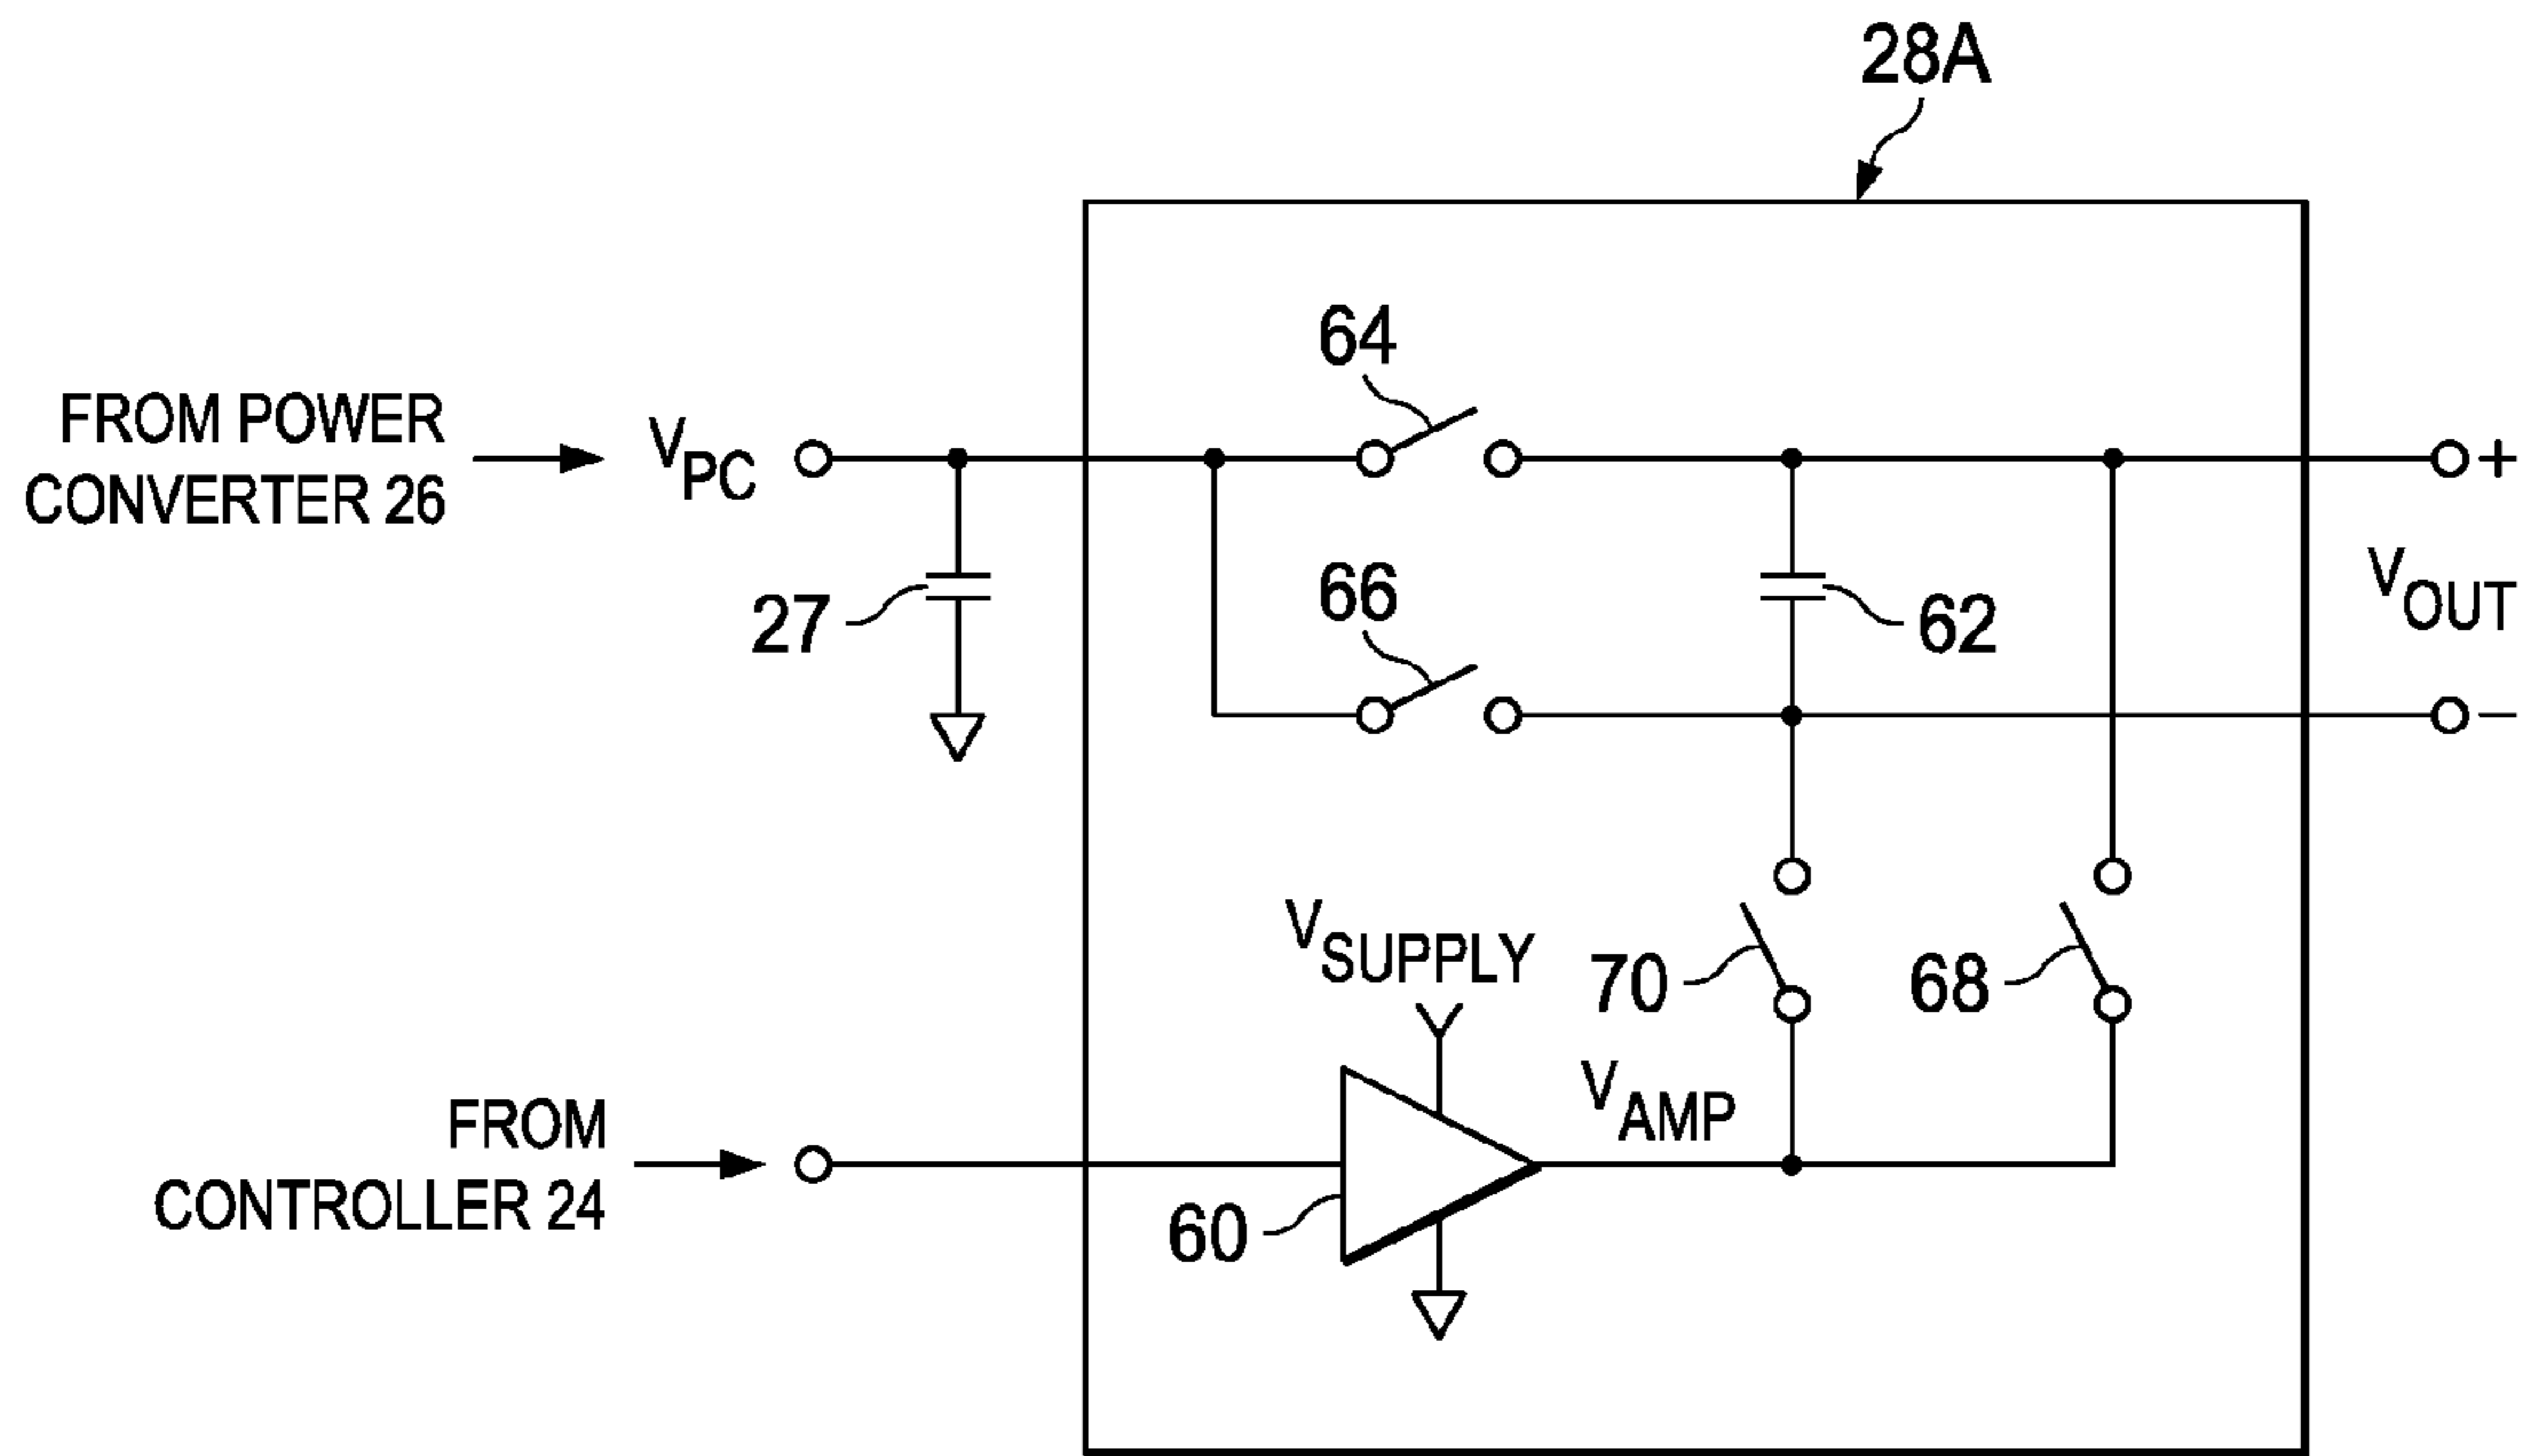 28A
64
FROM POWER
CONVERTER 26
VPC
+
27
66
62
VOUT
−
VSUPPLY
70
68
VAMP
FROM
CONTROLLER 24
60